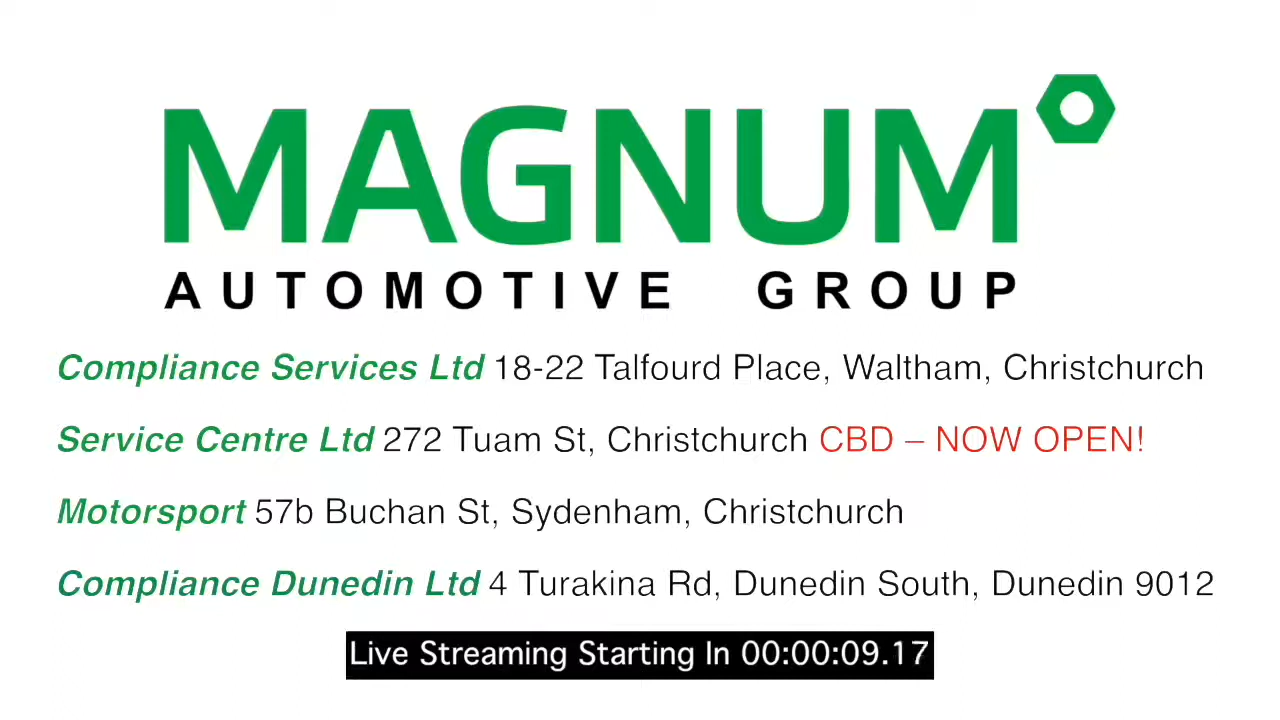 MAGNUM
AUTOMOTIVE GROUP
Compliance Services Ltd 18-22 Talfourd Place, Waltham, Christchurch
Service Centre Ltd 272 Tuam St, Christchurch CBD – NOW OPEN!
Motorsport 57b Buchan St, Sydenham, Christchurch
Compliance Dunedin Ltd 4 Turakina Rd, Dunedin South, Dunedin 9012
Live Streaming Starting In 00:00:09.17